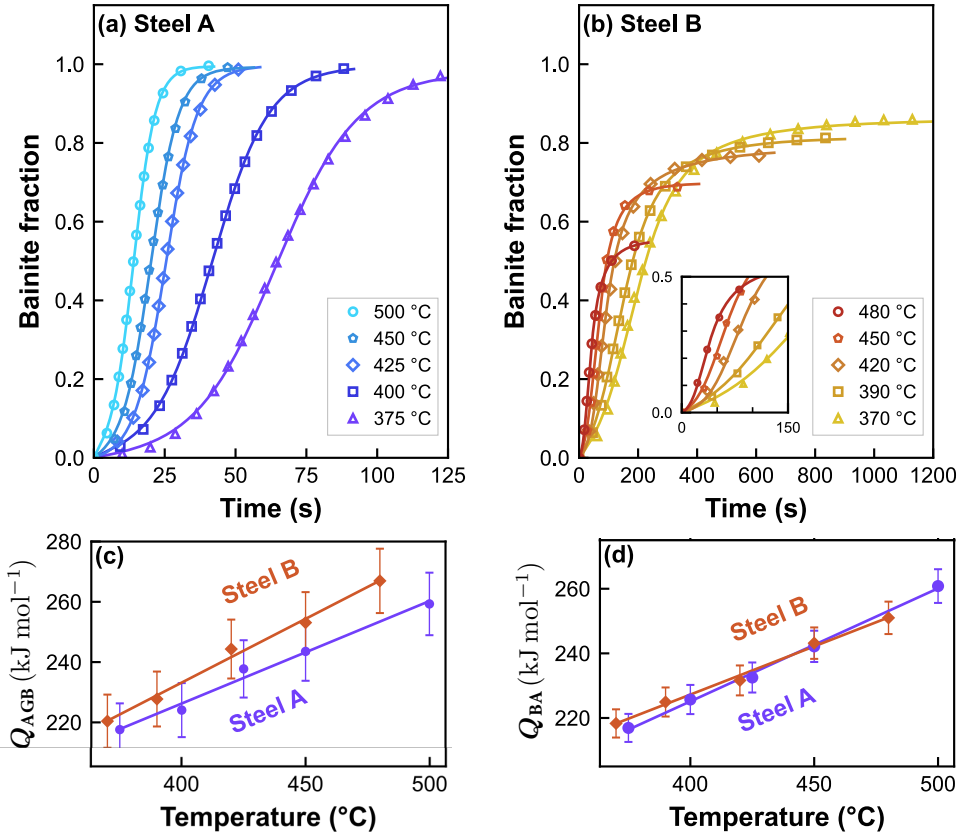 (a) Steel A
Bainite fraction
1.0
0.8
0.6
0.4
0.2
0.0
500 °C
450 °C
425 °C
400 °C
375 °C
0 25 50 75 100 125
Time (s)
(b) Steel B
Bainite fraction
1.0
0.8
0.6
0.4
0.2
0.0
0.5
0.0
0 150
480 °C
450 °C
420 °C
390 °C
370 °C
0 200 400 600 800 1000 1200
Time (s)
(c)
Q_AGB (kJ mol⁻¹)
280
260
240
220
Steel B
Steel A
400 450 500
Temperature (°C)
(d)
Q_BA (kJ mol⁻¹)
260
240
220
Steel B
Steel A
400 450 500
Temperature (°C)